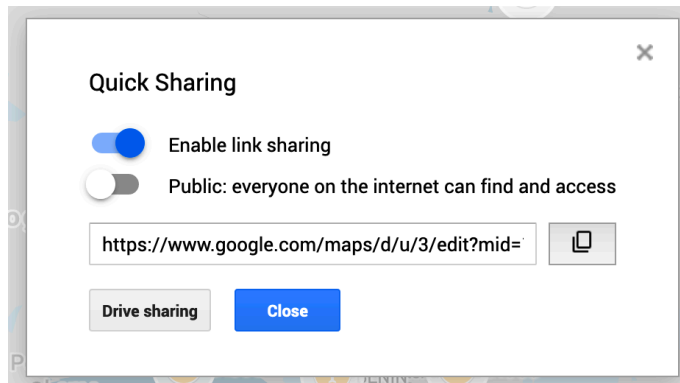 Quick Sharing
Enable link sharing
Public: everyone on the internet can find and access
https://www.google.com/maps/d/u/3/edit?mid=
Drive sharing
Close